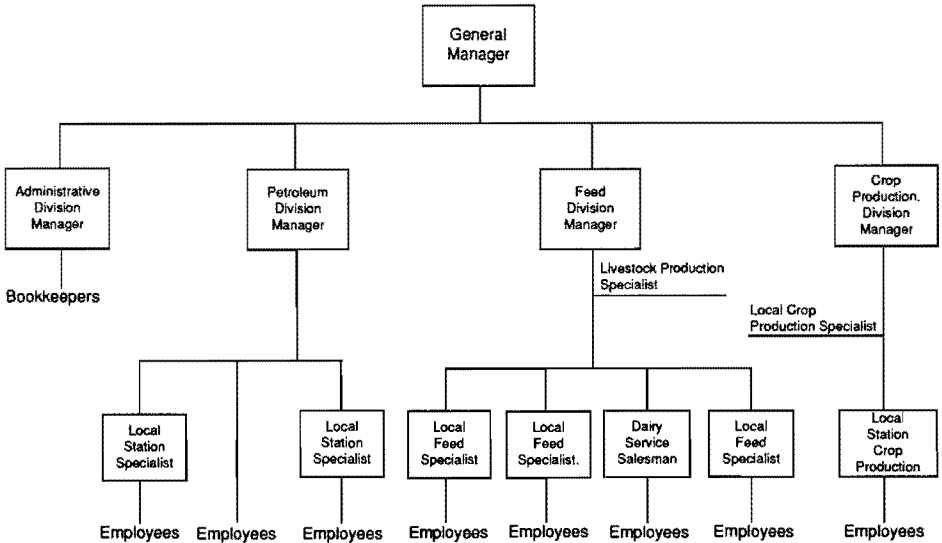 General
Manager
Administrative
Division
Manager
Petroleum
Division
Manager
Feed
Division
Manager
Crop
Production.
Division
Manager
Bookkeepers
Livestock Production
Specialist
Local Crop
Production Specialist
Local
Station
Specialist
Local
Station
Specialist
Local
Feed
Specialist
Local
Feed
Specialist.
Dairy
Service
Salesman
Local
Feed
Specialist
Local
Station
Crop
Production
Employees
Employees
Employees
Employees
Employees
Employees
Employees
Employees